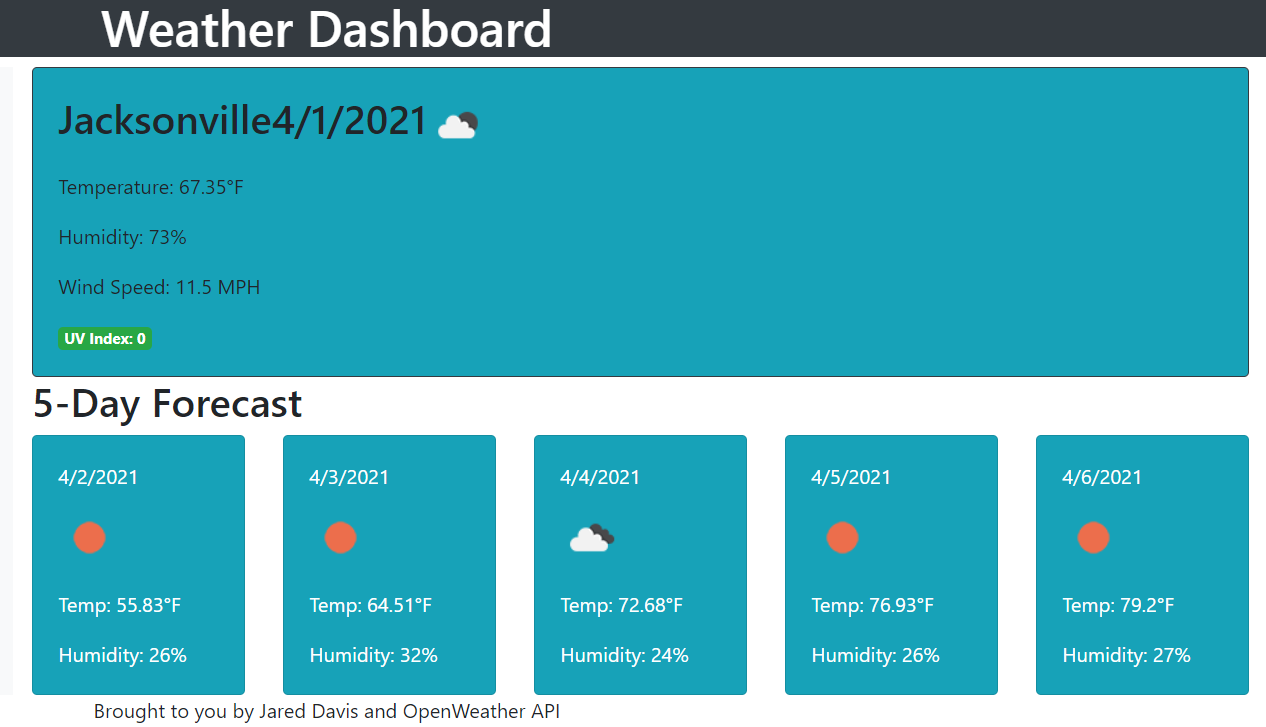 Weather Dashboard
Jacksonville4/1/2021
Temperature: 67.35°F
Humidity: 73%
Wind Speed: 11.5 MPH
UV Index: 0
5-Day Forecast
4/2/2021
Temp: 55.83°F
Humidity: 26%
4/3/2021
Temp: 64.51°F
Humidity: 32%
4/4/2021
Temp: 72.68°F
Humidity: 24%
4/5/2021
Temp: 76.93°F
Humidity: 26%
4/6/2021
Temp: 79.2°F
Humidity: 27%
Brought to you by Jared Davis and OpenWeather API